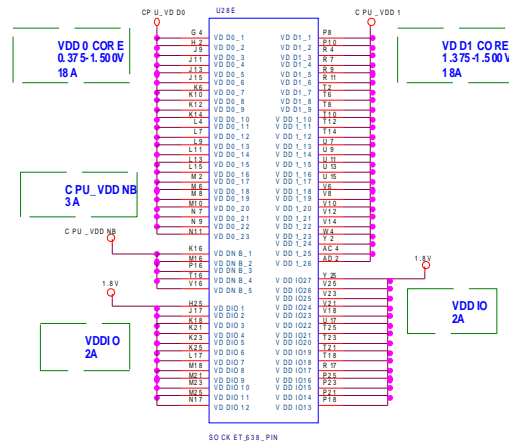 CPU_VDD0
U28E
CPU_VDD1
VDD0 CORE
0.375-1.500V
18A
VDD1 CORE
1.375-1.500V
18A
CPU_VDDNB
3A
CPU_VDDNB
1.8V
VDDIO
2A
1.8V
VDDIO
2A
G4 VDD0_1
H2 VDD0_2
J9 VDD0_3
J11 VDD0_4
J13 VDD0_5
J15 VDD0_6
K6 VDD0_7
K10 VDD0_8
K12 VDD0_9
K14 VDD0_10
L4 VDD0_11
L7 VDD0_12
L9 VDD0_13
L11 VDD0_14
L13 VDD0_15
L15 VDD0_16
M2 VDD0_17
M6 VDD0_18
M8 VDD0_19
M10 VDD0_20
N7 VDD0_21
N9 VDD0_22
N11 VDD0_23
K16 VDDNB_1
M16 VDDNB_2
P16 VDDNB_3
T16 VDDNB_4
V16 VDDNB_5
H25 VDDIO1
J17 VDDIO2
K18 VDDIO3
K21 VDDIO4
K23 VDDIO5
K25 VDDIO6
L17 VDDIO7
M18 VDDIO8
M21 VDDIO9
M23 VDDIO10
M25 VDDIO11
N17 VDDIO12
VDD1_1 P8
VDD1_2 P10
VDD1_3 R4
VDD1_4 R7
VDD1_5 R9
VDD1_6 R11
VDD1_7 T2
VDD1_8 T6
VDD1_9 T8
VDD1_10 T10
VDD1_11 T12
VDD1_12 T14
VDD1_13 U7
VDD1_14 U9
VDD1_15 U11
VDD1_16 U13
VDD1_17 U15
VDD1_18 V6
VDD1_19 V8
VDD1_20 V10
VDD1_21 V12
VDD1_22 V14
VDD1_23 W4
VDD1_24 Y2
VDD1_25 AC4
VDD1_26 AD2
VDDIO27 Y25
VDDIO26 V25
VDDIO25 V23
VDDIO24 V21
VDDIO23 V18
VDDIO22 U17
VDDIO21 T25
VDDIO20 T23
VDDIO19 T21
VDDIO18 T18
VDDIO17 R17
VDDIO16 P25
VDDIO15 P23
VDDIO14 P21
VDDIO13 P18
SOCKET_638_PIN